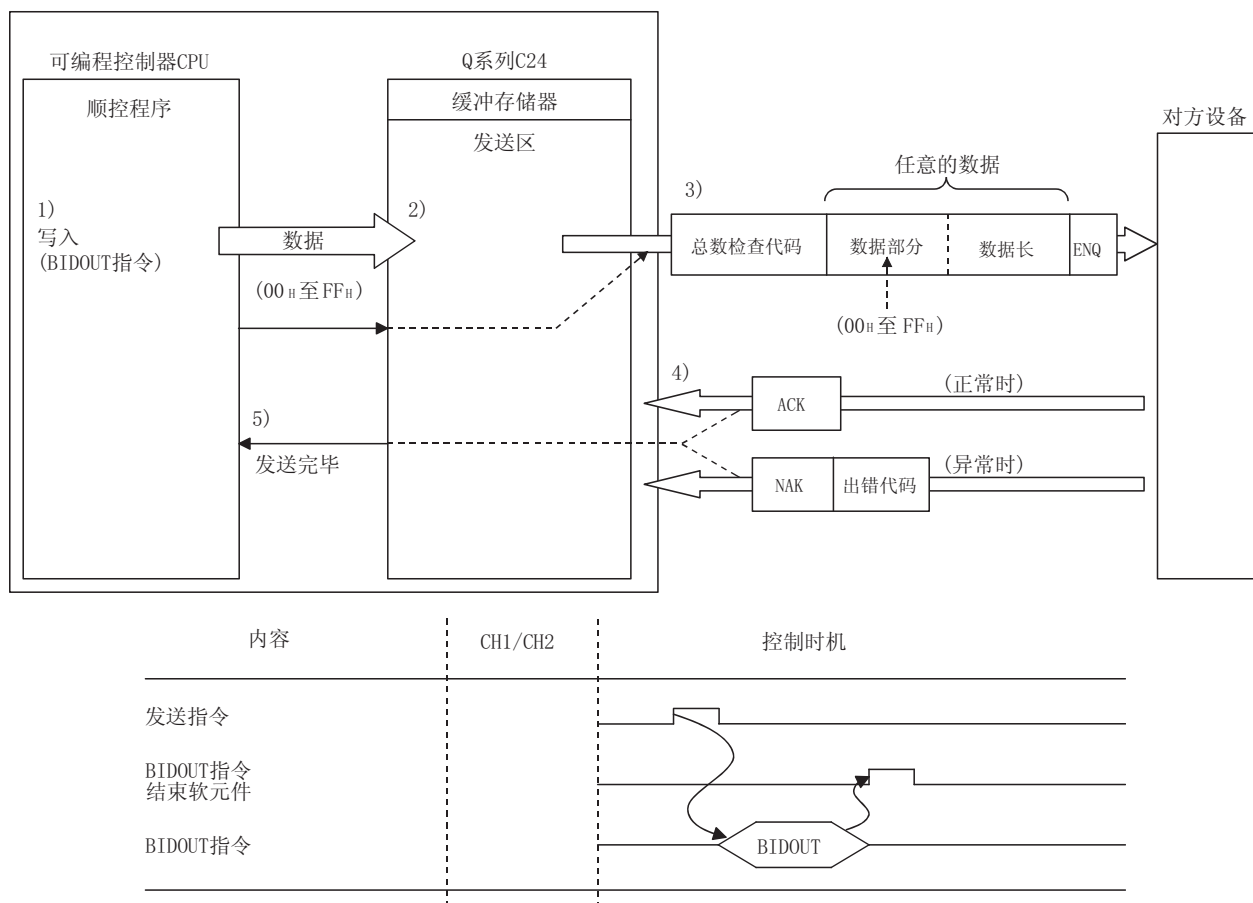 可编程控制器CPU
Q系列C24
顺控程序
缓冲存储器
发送区
对方设备
任意的数据
1)
写入
(BIDOUT指令)
数据
2)
3)
总数检查代码
数据部分
数据长
ENQ
(00H至FFH)
(00H至FFH)
4)
ACK
(正常时)
5)
发送完毕
NAK
出错代码
(异常时)
内容
CH1/CH2
控制时机
发送指令
BIDOUT指令
结束软元件
BIDOUT指令
BIDOUT